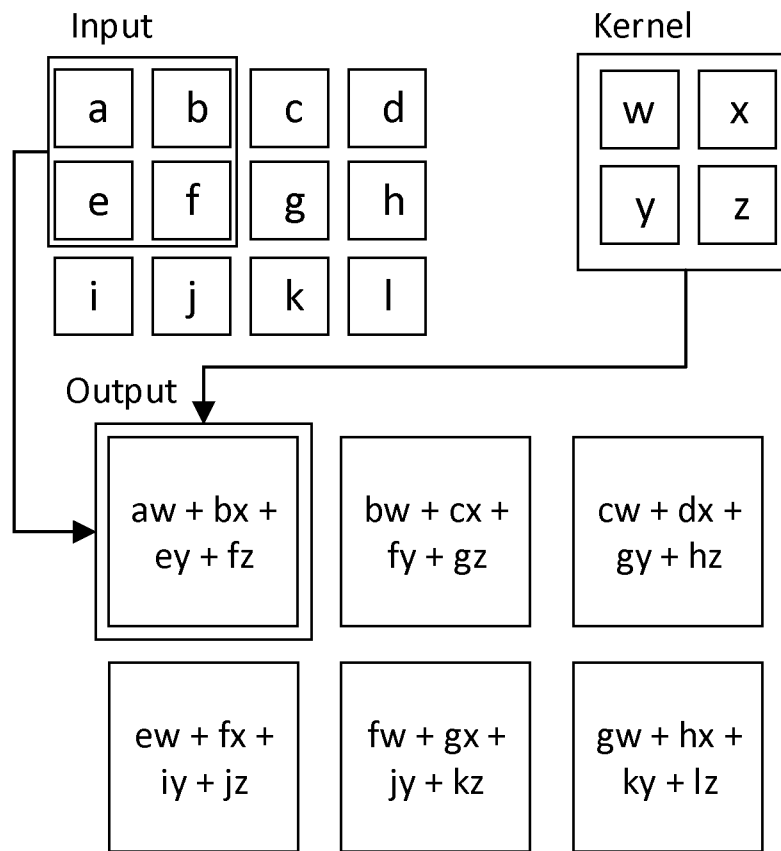 Input
Kernel
a b c d
w x
e f g h
y z
i j k l
Output
aw + bx +
ey + fz
bw + cx +
fy + gz
cw + dx +
gy + hz
ew + fx +
iy + jz
fw + gx +
jy + kz
gw + hx +
ky + lz